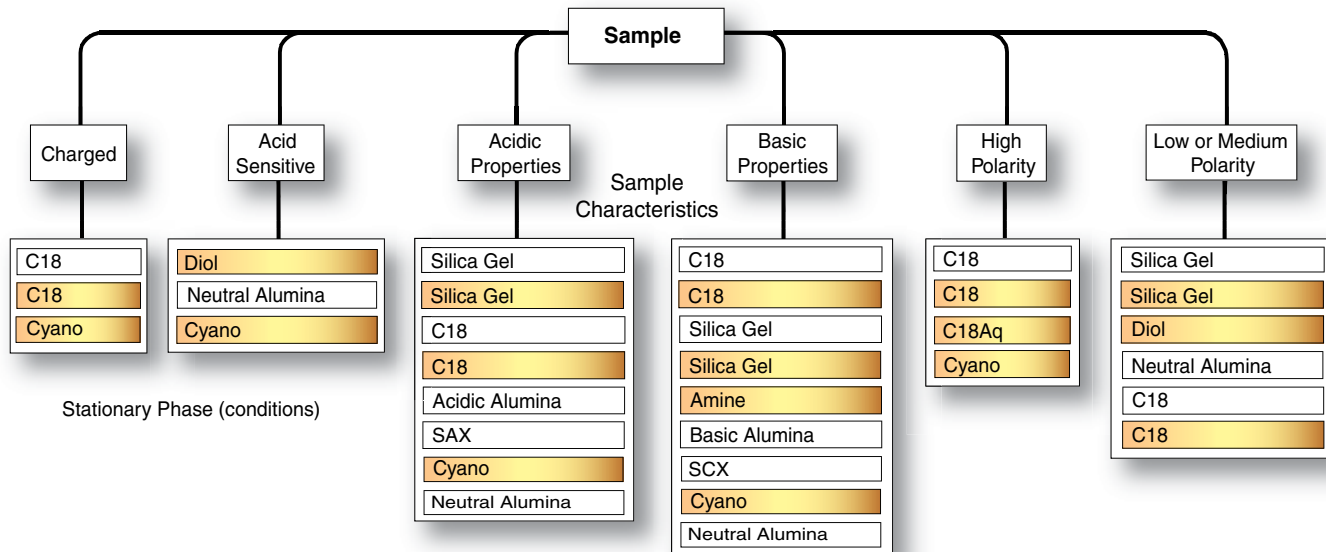 Sample
Charged
Acid
Sensitive
Acidic
Properties
Basic
Properties
High
Polarity
Low or Medium
Polarity
Sample
Characteristics
C18
C18
Cyano
Diol
Neutral Alumina
Cyano
Silica Gel
Silica Gel
C18
C18
Acidic Alumina
SAX
Cyano
Neutral Alumina
C18
C18
Silica Gel
Silica Gel
Amine
Basic Alumina
SCX
Cyano
Neutral Alumina
C18
C18
C18Aq
Cyano
Silica Gel
Silica Gel
Diol
Neutral Alumina
C18
C18
Stationary Phase (conditions)